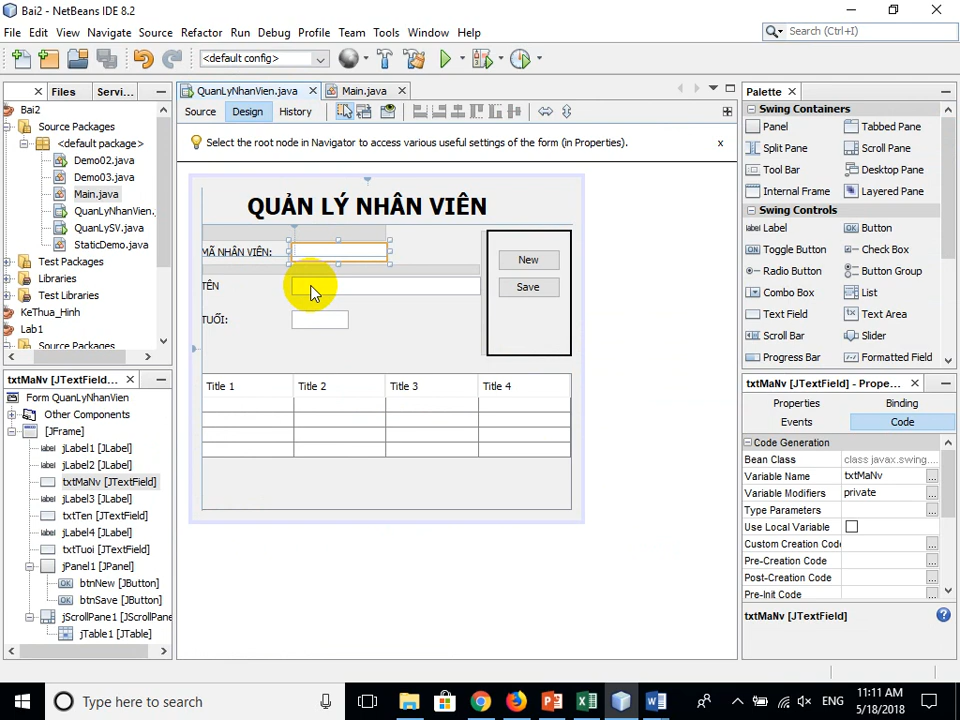 Bai2 - NetBeans IDE 8.2
File Edit View Navigate Source Refactor Run Debug Profile Team Tools Window Help
Search (Ctrl+I)
<default config>
Files
Servi...
QuanLyNhanVien.java
Main.java
Palette
Source Design History
Select the root node in Navigator to access various useful settings of the form (in Properties).
x
Bai2
Source Packages
<default package>
Demo02.java
Demo03.java
Main.java
QuanLyNhanVien.
QuanLySV.java
StaticDemo.java
Test Packages
Libraries
Test Libraries
KeThua_Hinh
Lab1
Source Packages
QUẢN LÝ NHÂN VIÊN
MÃ NHÂN VIÊN:
TÊN
TUỔI:
New
Save
Title 1 Title 2 Title 3 Title 4
Swing Containers
Panel Tabbed Pane
Split Pane Scroll Pane
Tool Bar Desktop Pane
Internal Frame Layered Pane
Swing Controls
label Label OK Button
Toggle Button Check Box
Radio Button Button Group
Combo Box List
Text Field Text Area
Scroll Bar Slider
Progress Bar Formatted Field
txtMaNv [JTextField]...
Form QuanLyNhanVien
Other Components
[JFrame]
label jLabel1 [JLabel]
label jLabel2 [JLabel]
txtMaNv [JTextField]
label jLabel3 [JLabel]
txtTen [JTextField]
label jLabel4 [JLabel]
txtTuoi [JTextField]
jPanel1 [JPanel]
OK btnNew [JButton]
OK btnSave [JButton]
jScrollPane1 [JScrollPane
jTable1 [JTable]
txtMaNv [JTextField] - Prope...
Properties Binding
Events Code
Code Generation
Bean Class class javax.swing....
Variable Name txtMaNv ...
Variable Modifiers private ...
Type Parameters ...
Use Local Variable
Custom Creation Code ...
Pre-Creation Code ...
Post-Creation Code ...
Pre-Init Code ...
txtMaNv [JTextField]
Type here to search
ENG
11:11 AM
5/18/2018